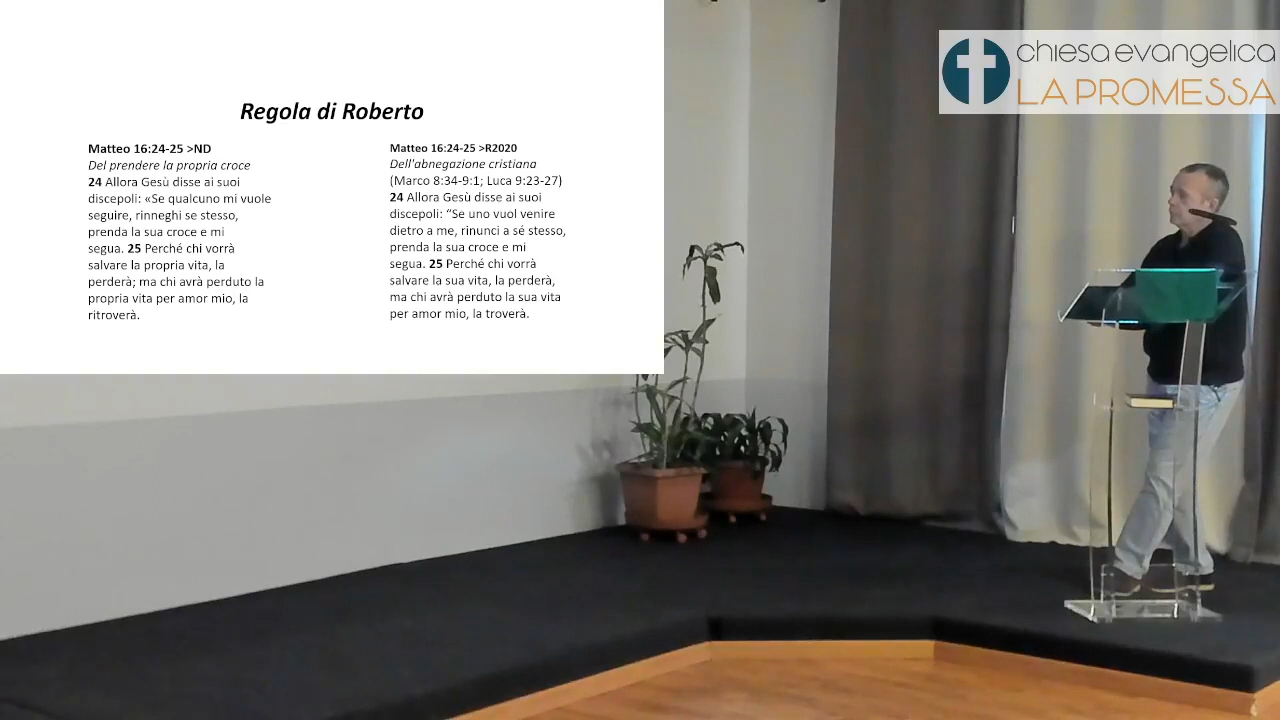 Regola di Roberto
Matteo 16:24-25 >ND
Del prendere la propria croce
24 Allora Gesù disse ai suoi
discepoli: «Se qualcuno mi vuole
seguire, rinneghi se stesso,
prenda la sua croce e mi
segua. 25 Perché chi vorrà
salvare la propria vita, la
perderà; ma chi avrà perduto la
propria vita per amor mio, la
ritroverà.
Matteo 16:24-25 >R2020
Dell'abnegazione cristiana
(Marco 8:34-9:1; Luca 9:23-27)
24 Allora Gesù disse ai suoi
discepoli: "Se uno vuol venire
dietro a me, rinunci a sé stesso,
prenda la sua croce e mi
segua. 25 Perché chi vorrà
salvare la sua vita, la perderà,
ma chi avrà perduto la sua vita
per amor mio, la troverà.
chiesa evangelica
LA PROMESSA